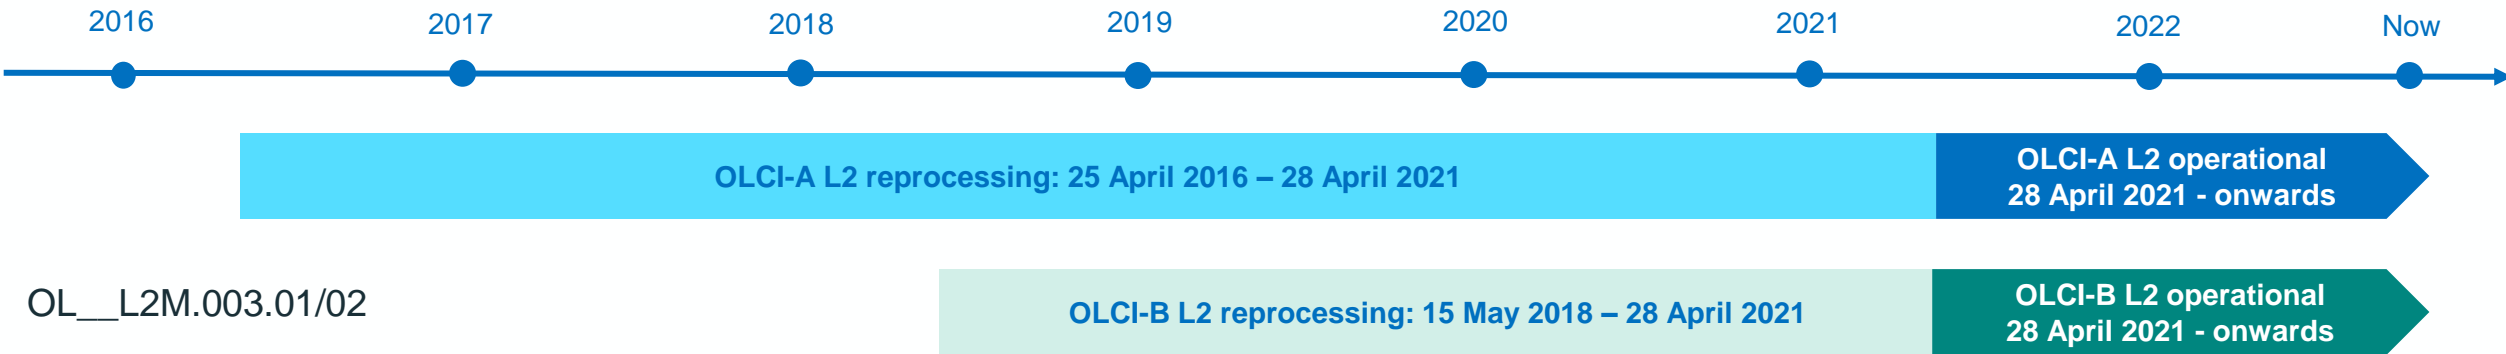 2016
2017
2018
2019
2020
2021
2022
Now
OLCI-A L2 reprocessing: 25 April 2016 – 28 April 2021
OLCI-A L2 operational
28 April 2021 - onwards
OL__L2M.003.01/02
OLCI-B L2 reprocessing: 15 May 2018 – 28 April 2021
OLCI-B L2 operational
28 April 2021 - onwards